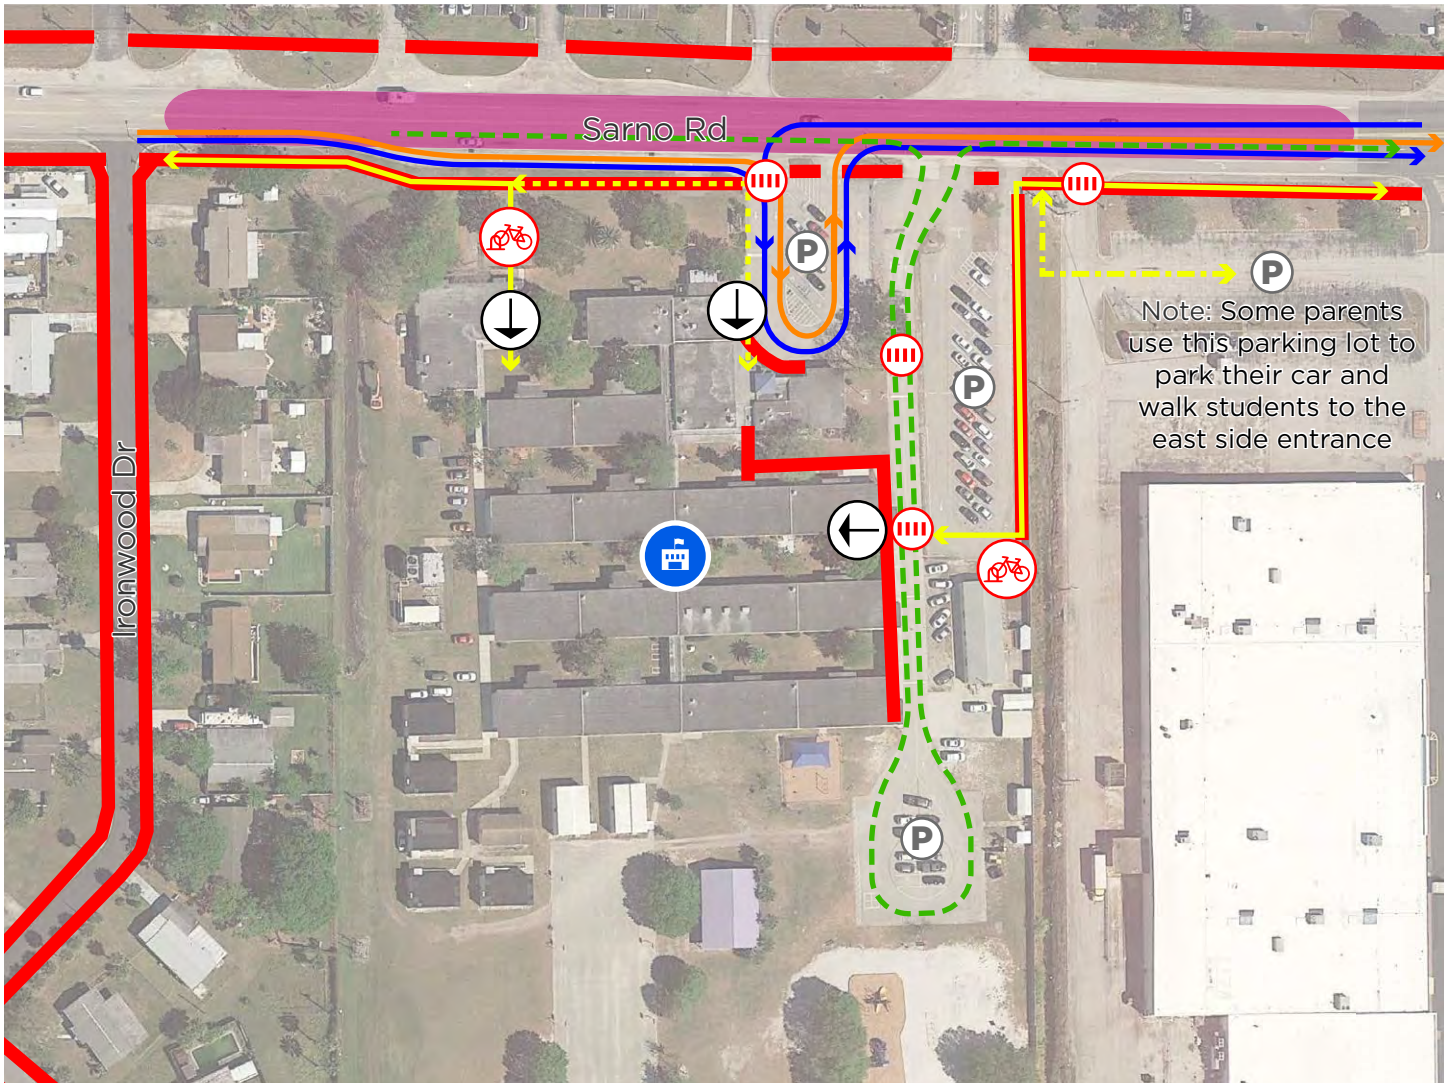 Sarno Rd
P
P
Note: Some parents
use this parking lot to
park their car and
walk students to the
east side entrance
P
Ironwood Dr
P